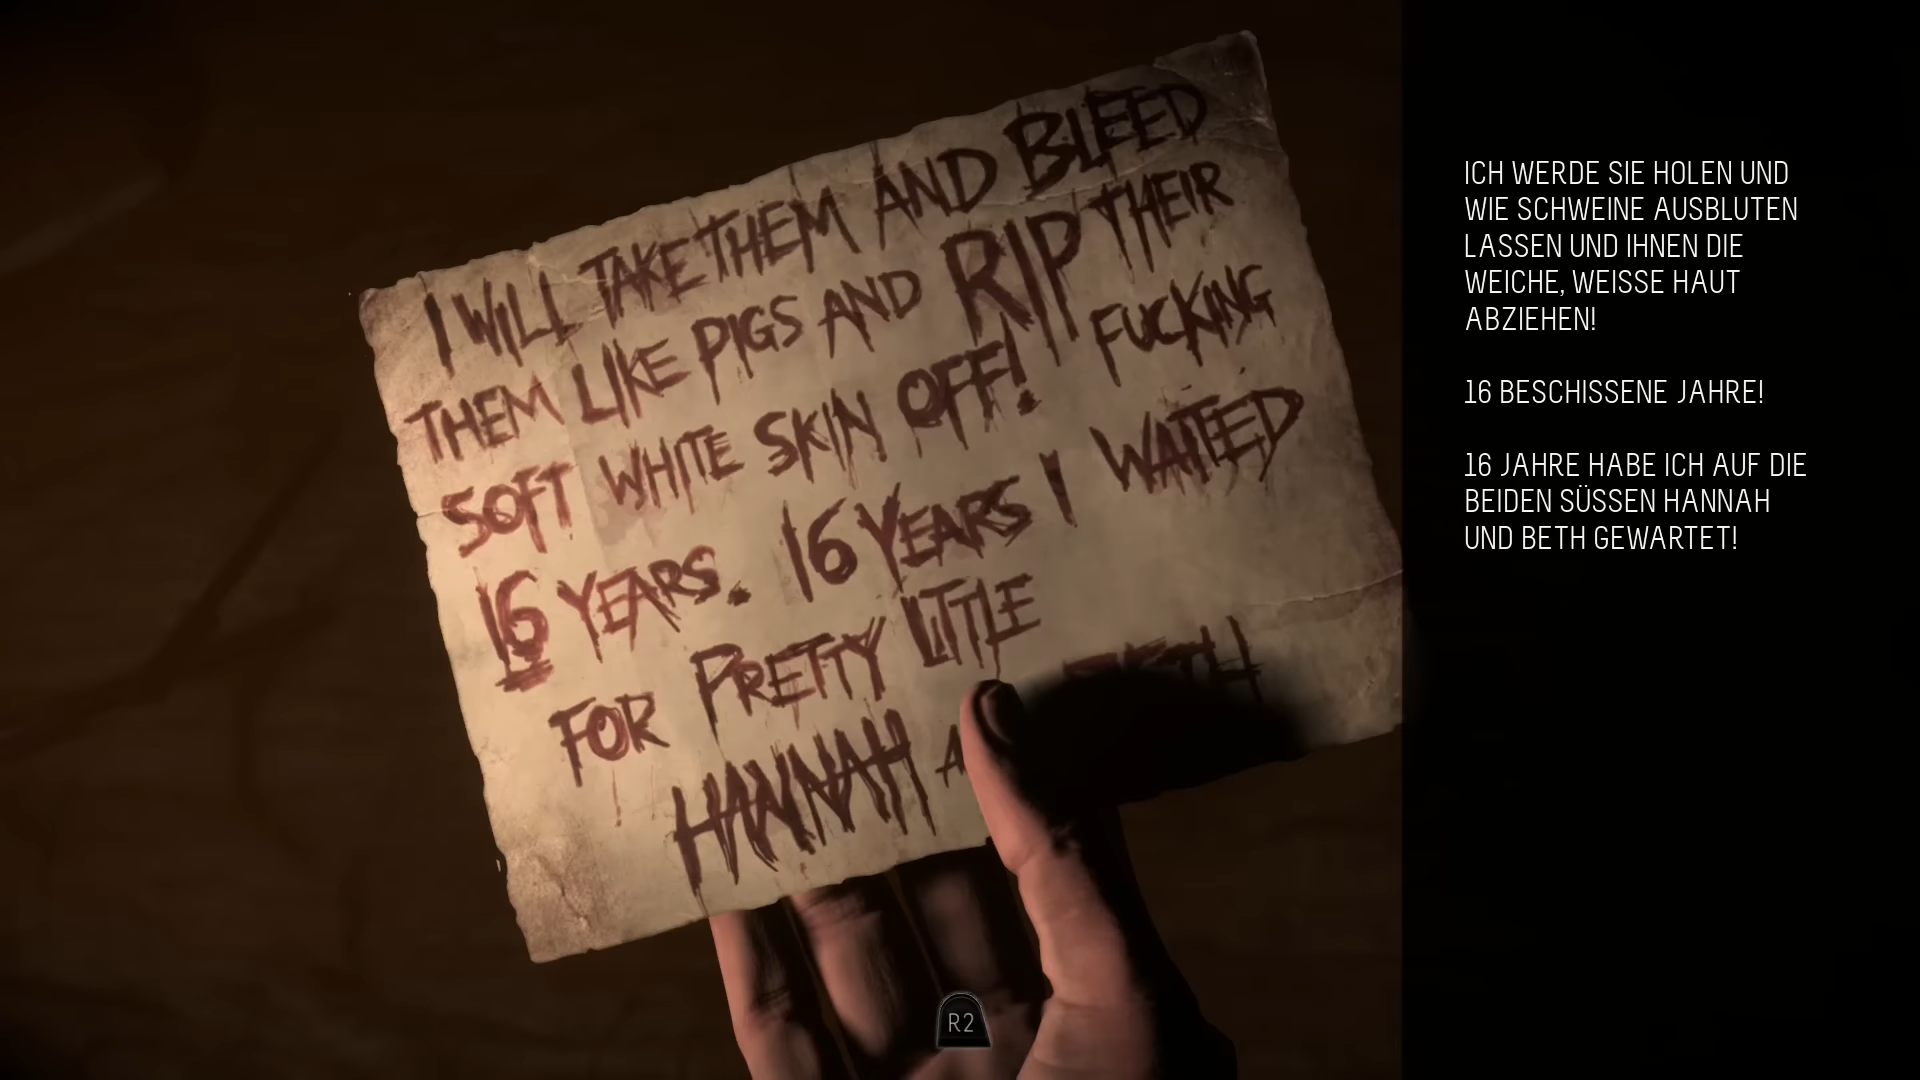 I WILL TAKE THEM AND BLEED
THEM LIKE PIGS AND RIP THEIR
SOFT WHITE SKIN OFF! FUCKING
16 YEARS. 16 YEARS I WAITED
FOR PRETTY LITTLE
HANNAH BETH
ICH WERDE SIE HOLEN UND
WIE SCHWEINE AUSBLUTEN
LASSEN UND IHNEN DIE
WEICHE, WEISSE HAUT
ABZIEHEN!
16 BESCHISSENE JAHRE!
16 JAHRE HABE ICH AUF DIE
BEIDEN SÜSSEN HANNAH
UND BETH GEWARTET!
R2